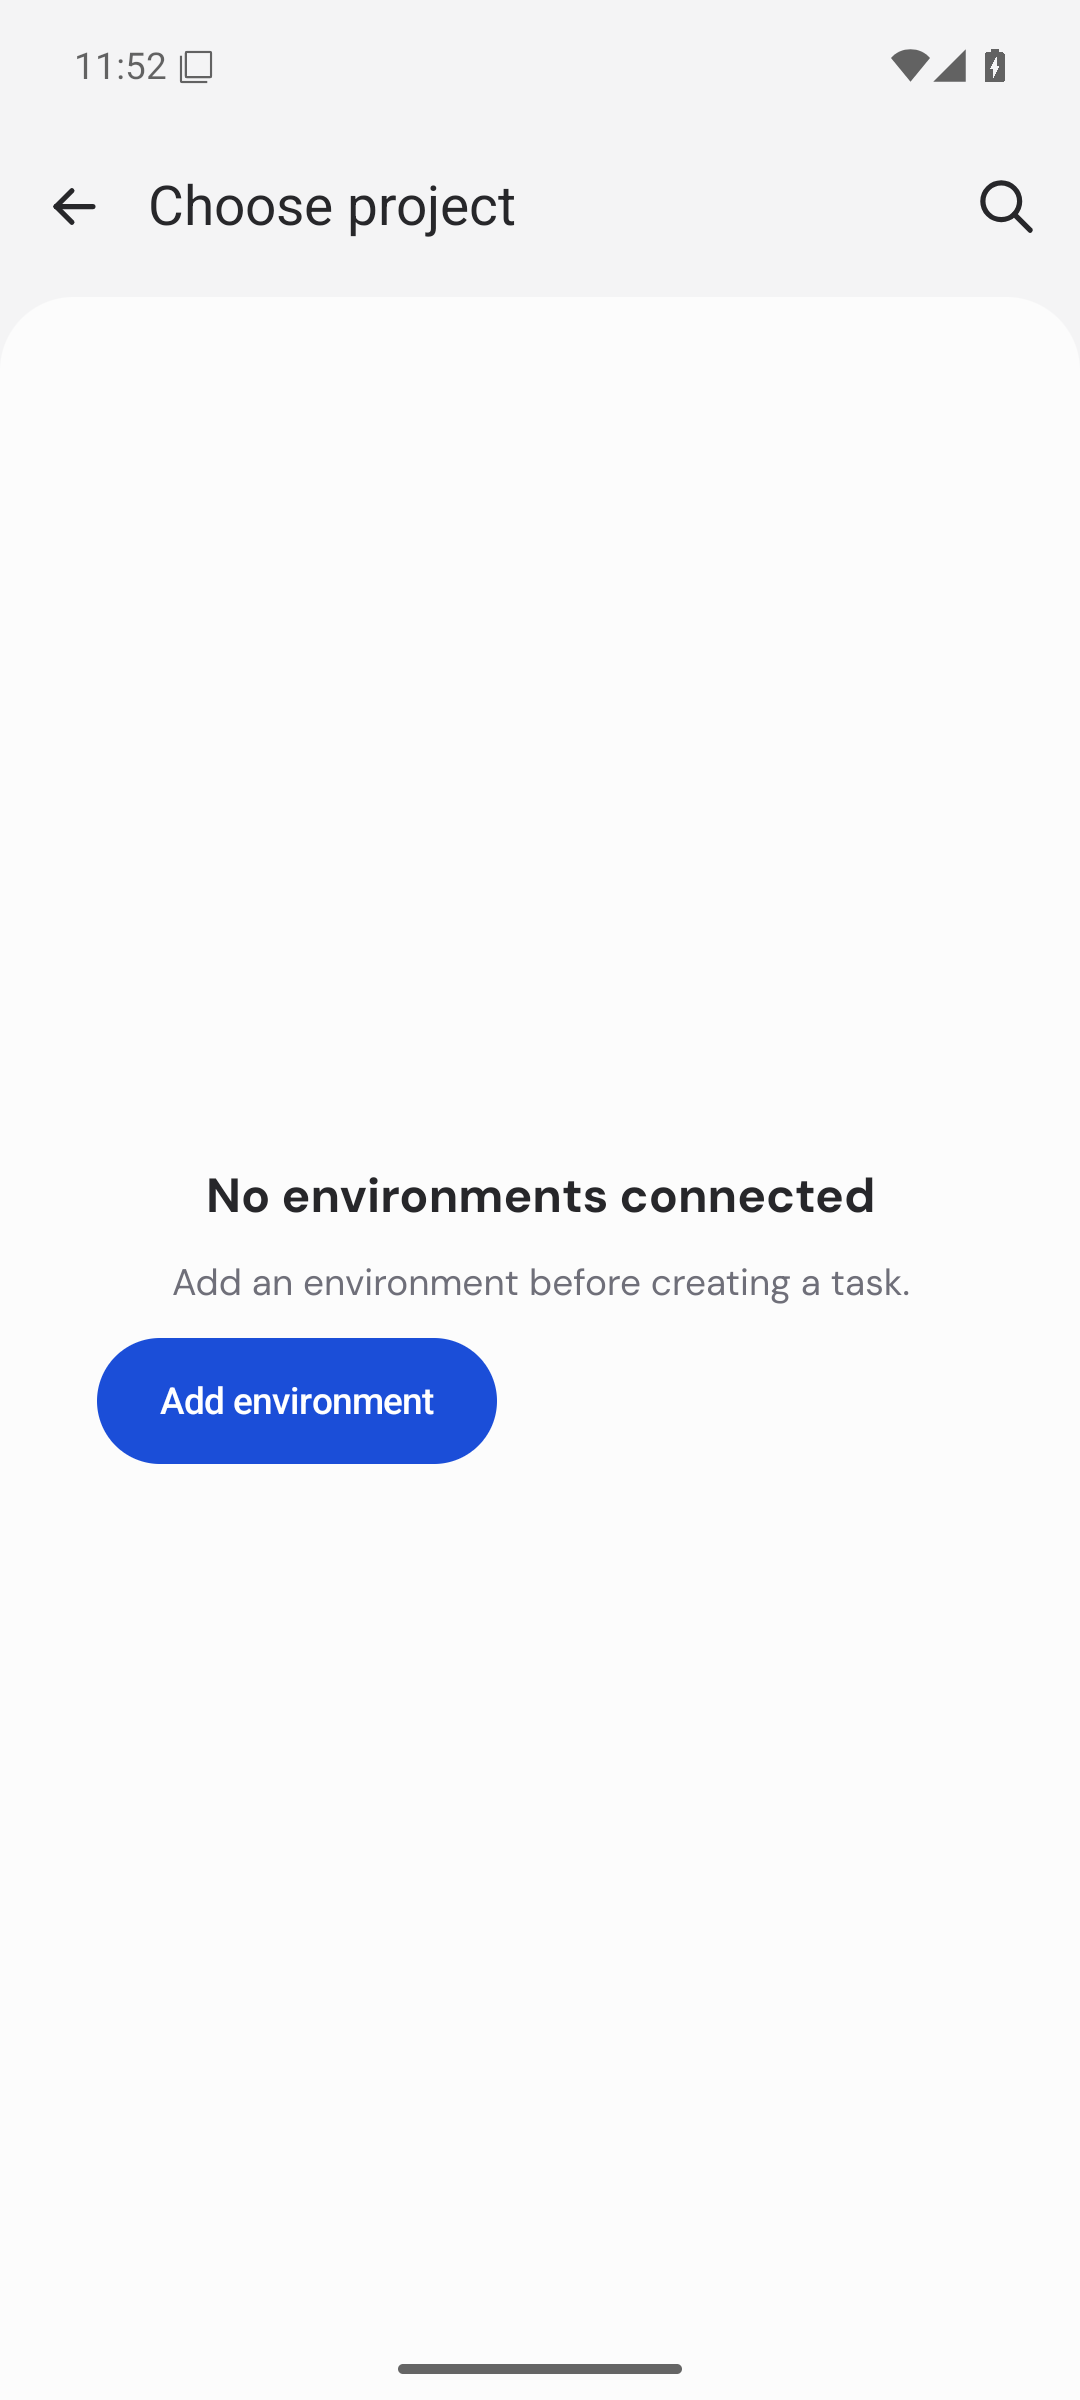 11:52
Choose project
No environments connected
Add an environment before creating a task.
Add environment